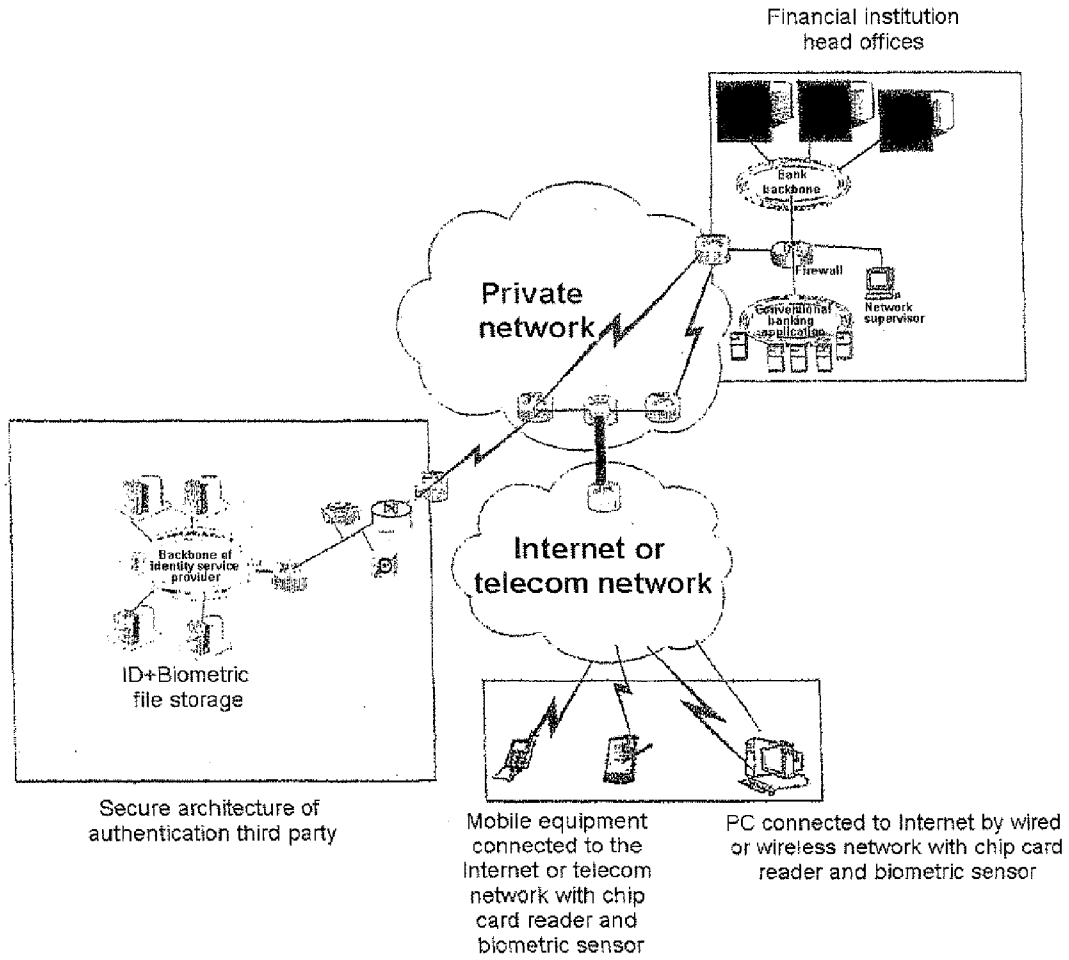 Financial institution
head offices
Bank
backbone
Firewall
Network
supervisor
Conventional
banking
application
Private
network
Backbone of
identity service
provider
ID+Biometric
file storage
Internet or
telecom network
Secure architecture of
authentication third party
Mobile equipment
connected to the
Internet or telecom
network with chip
card reader and
biometric sensor
PC connected to Internet by wired
or wireless network with chip card
reader and biometric sensor